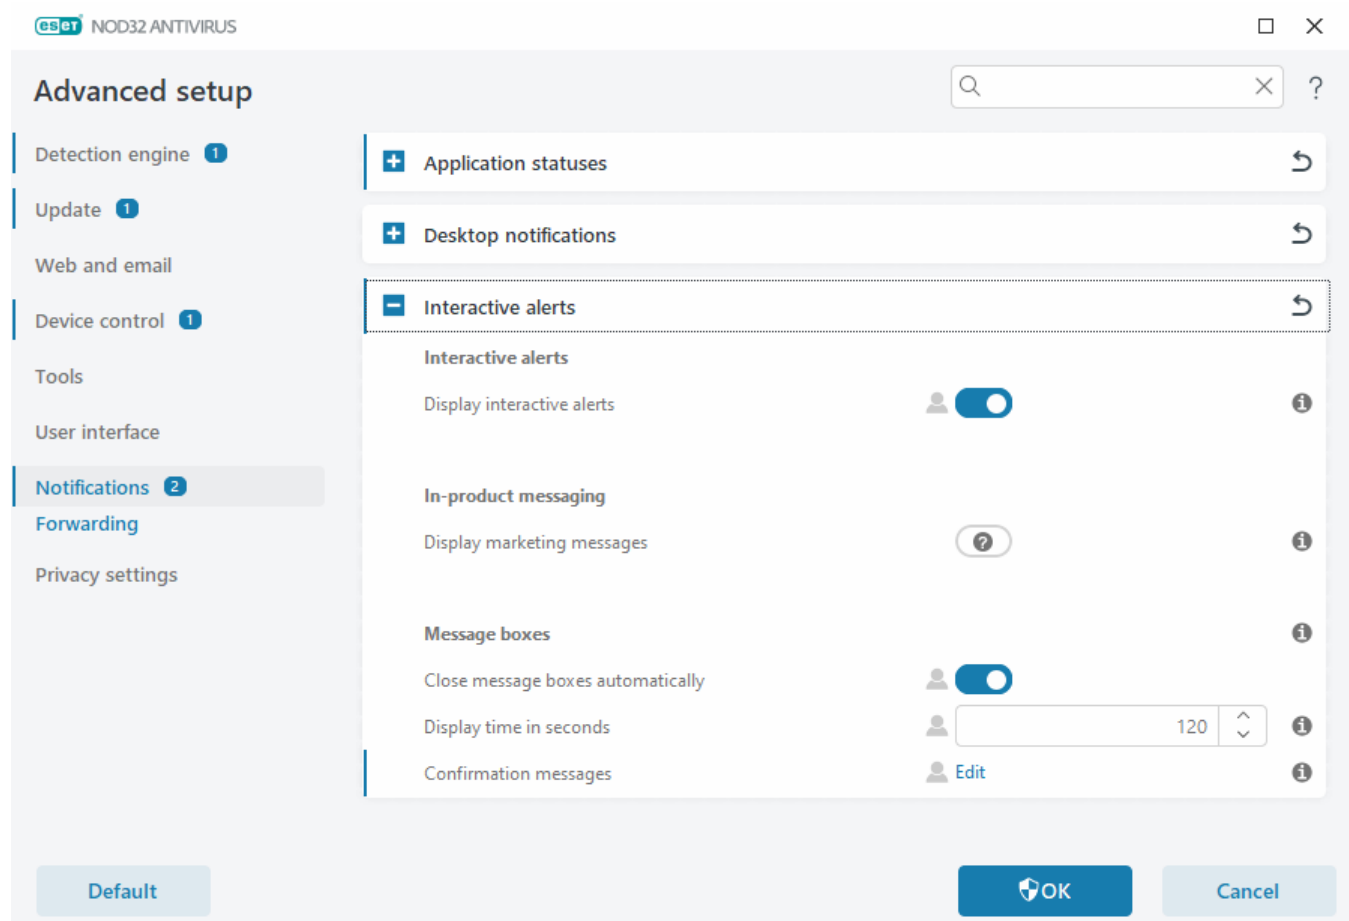 eset NOD32 ANTIVIRUS
Advanced setup
?
Detection engine 1
Update 1
Web and email
Device control 1
Tools
User interface
Notifications 2
Forwarding
Privacy settings
Application statuses
Desktop notifications
Interactive alerts
Interactive alerts
Display interactive alerts
In-product messaging
Display marketing messages ?
Message boxes
Close message boxes automatically
Display time in seconds 120
Confirmation messages Edit
Default
OK
Cancel